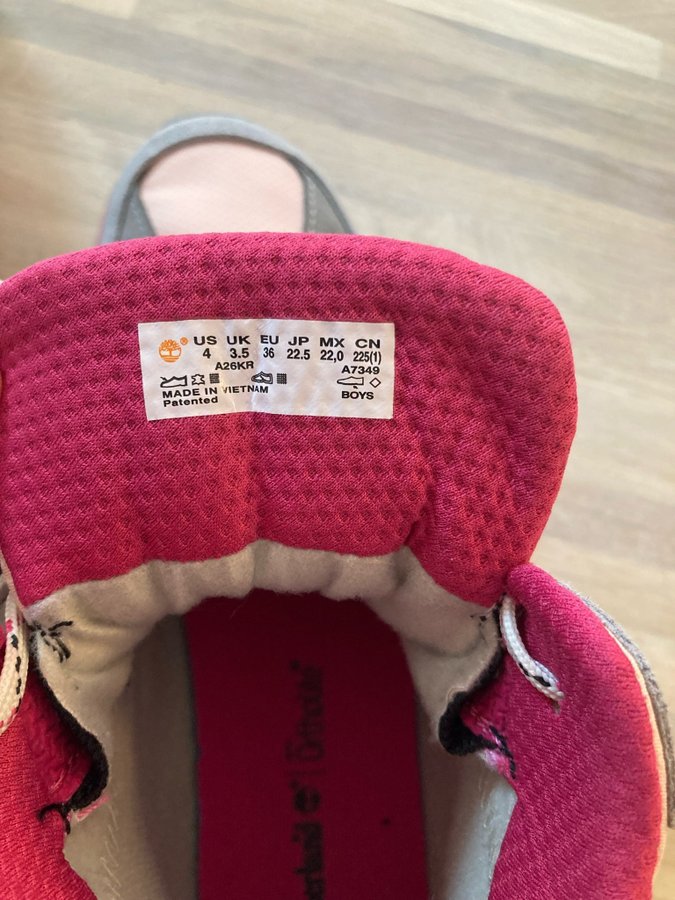 ® US UK EU JP MX CN
4 3.5 36 22.5 22,0 225(1)
A26KR A7349
MADE IN VIETNAM
Patented BOYS